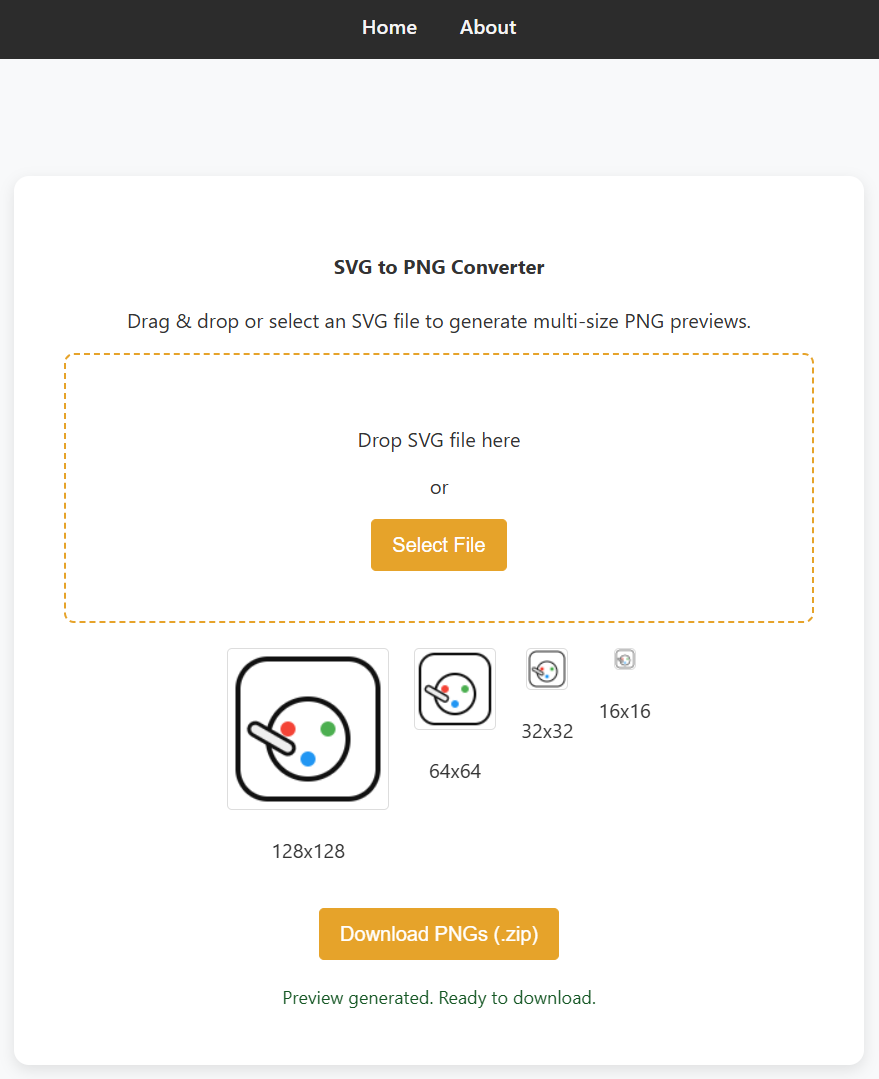 Home About
SVG to PNG Converter
Drag & drop or select an SVG file to generate multi-size PNG previews.
Drop SVG file here
or
Select File
128x128
64x64
32x32
16x16
Download PNGs (.zip)
Preview generated. Ready to download.